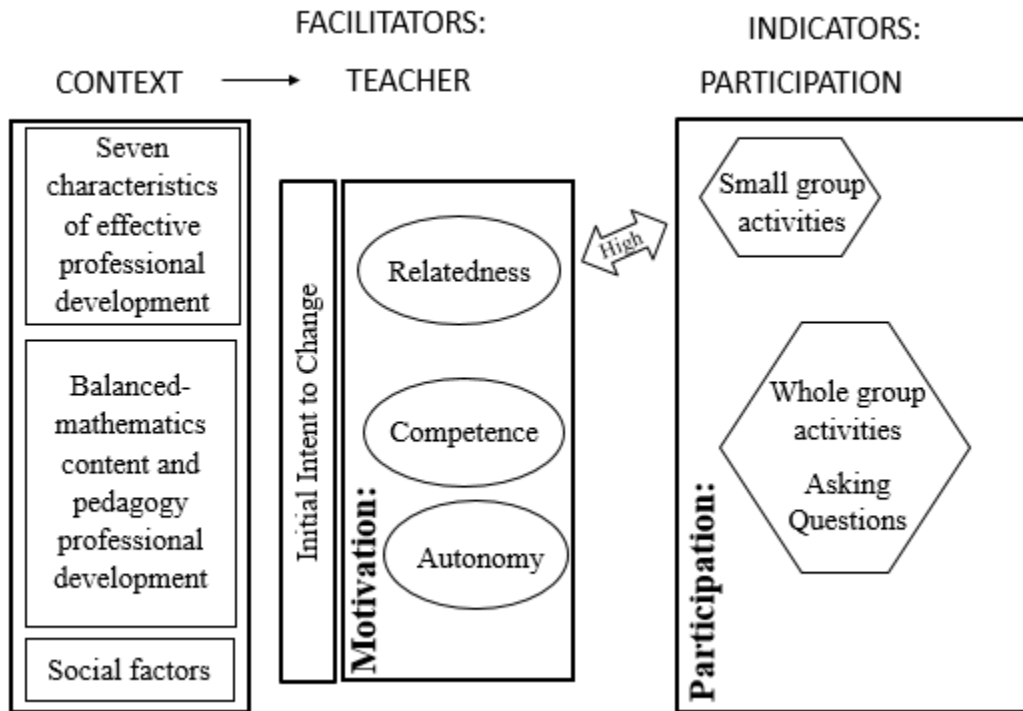 FACILITATORS:
INDICATORS:
CONTEXT
TEACHER
PARTICIPATION
Seven
characteristics
of effective
professional
development
Balanced-
mathematics
content and
pedagogy
professional
development
Social factors
Initial Intent to Change
Motivation:
Relatedness
Competence
Autonomy
High
Participation:
Small group
activities
Whole group
activities
Asking
Questions